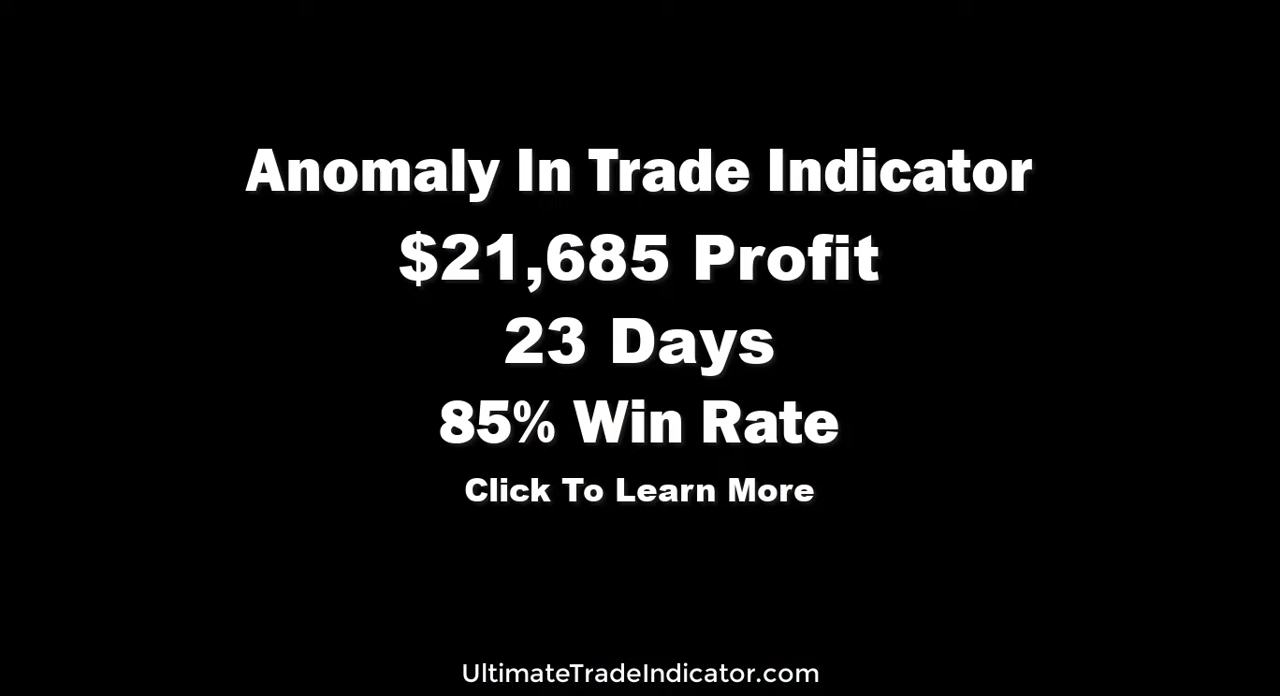 Anomaly In Trade Indicator
$21,685 Profit
23 Days
85% Win Rate
Click To Learn More
UltimateTradeIndicator.com